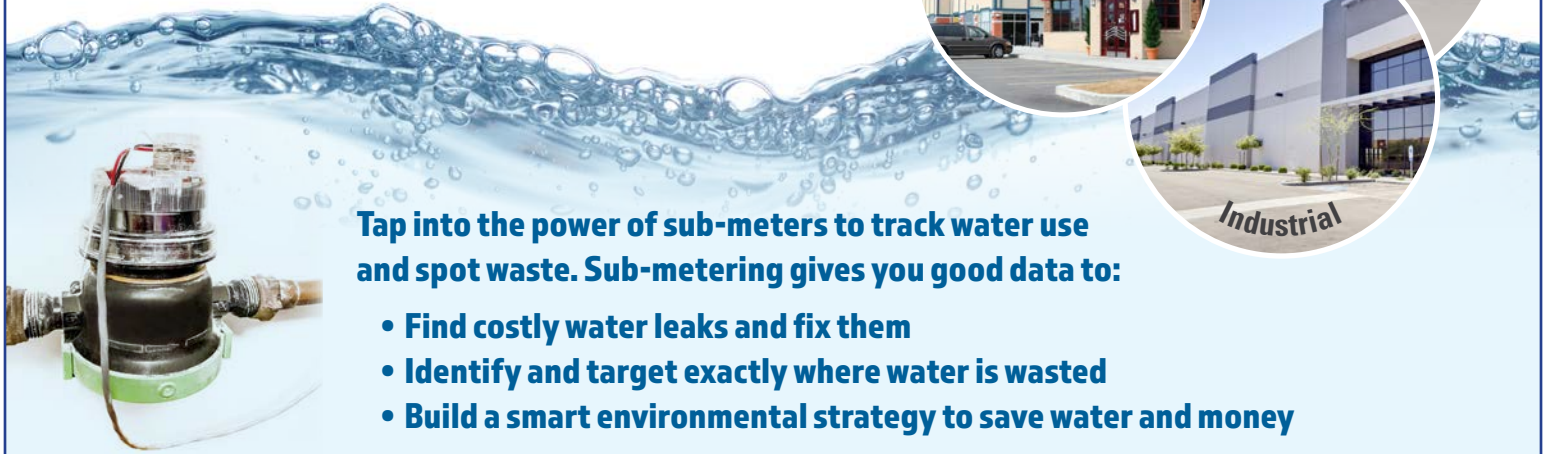 Industrial
Tap into the power of sub-meters to track water use
and spot waste. Sub-metering gives you good data to:
• Find costly water leaks and fix them
• Identify and target exactly where water is wasted
• Build a smart environmental strategy to save water and money